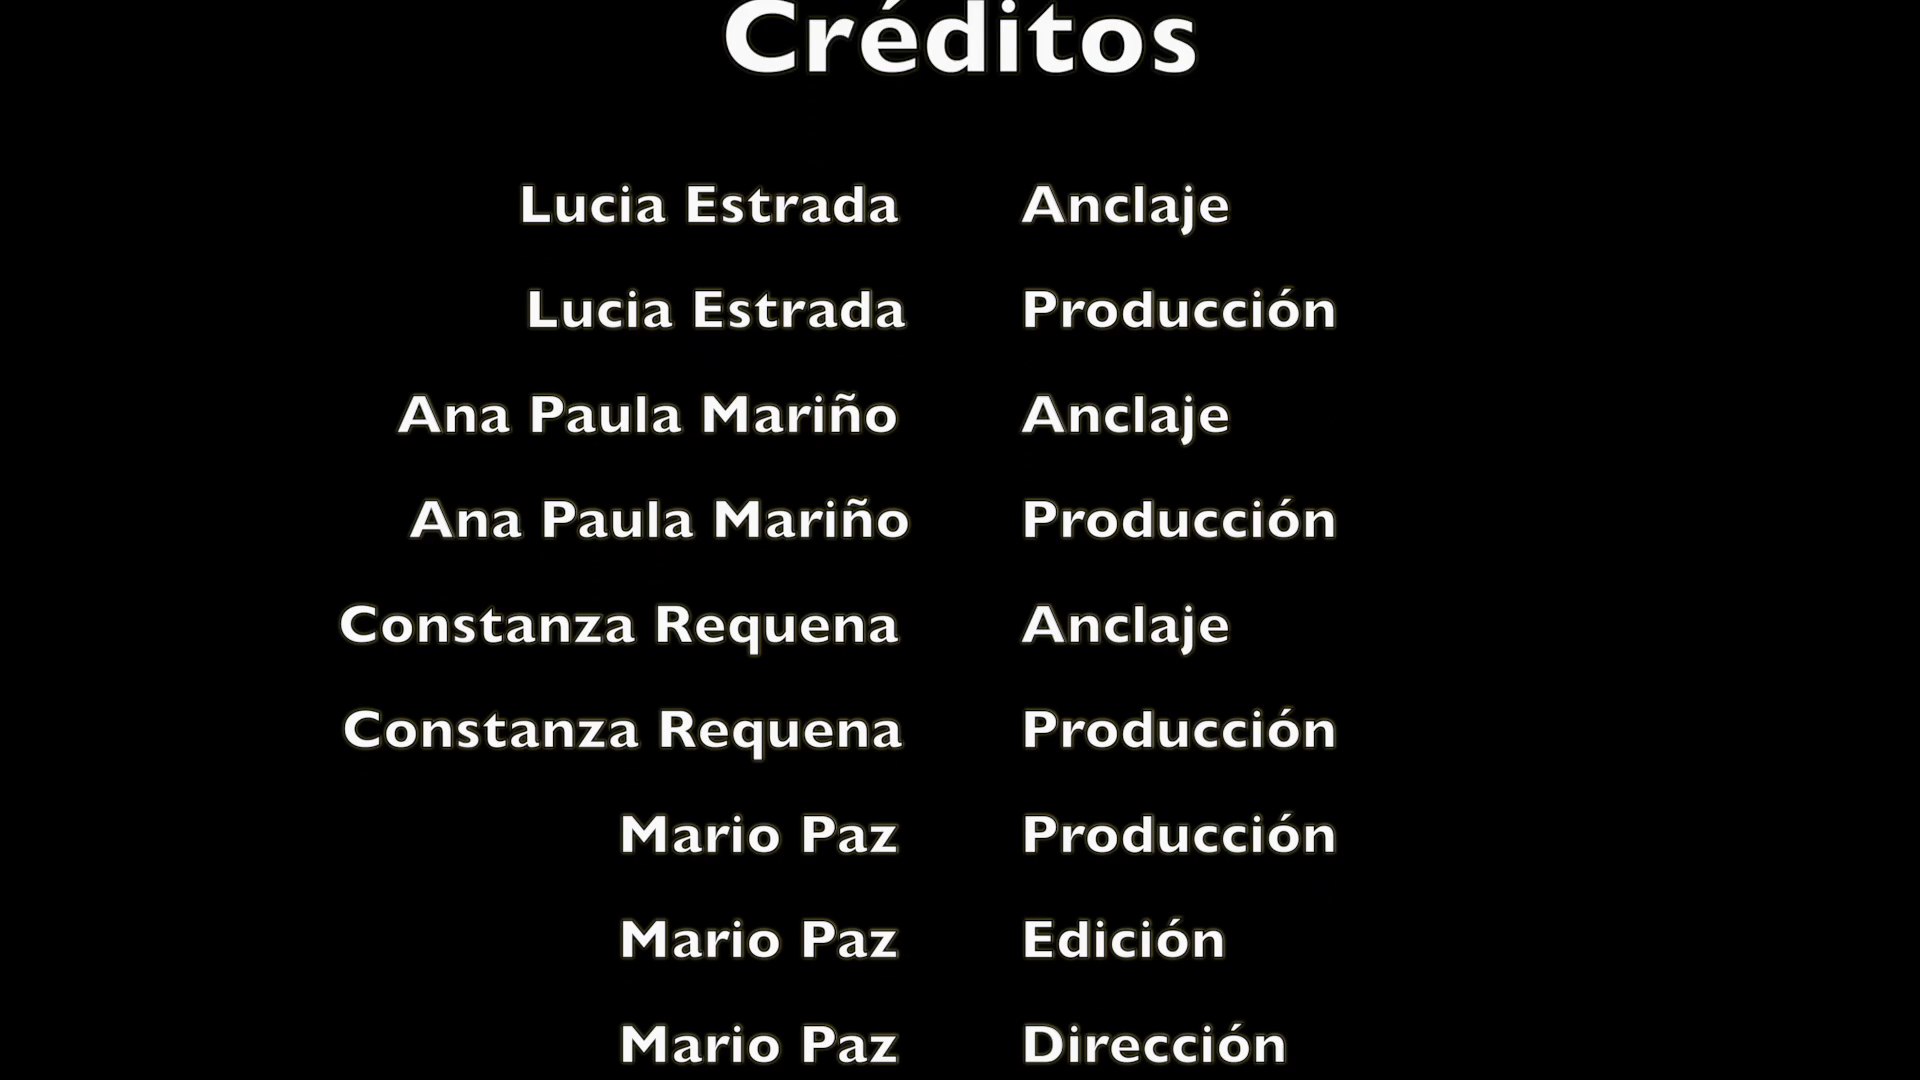 Créditos
Lucia Estrada Anclaje
Lucia Estrada Producción
Ana Paula Mariño Anclaje
Ana Paula Mariño Producción
Constanza Requena Anclaje
Constanza Requena Producción
Mario Paz Producción
Mario Paz Edición
Mario Paz Dirección